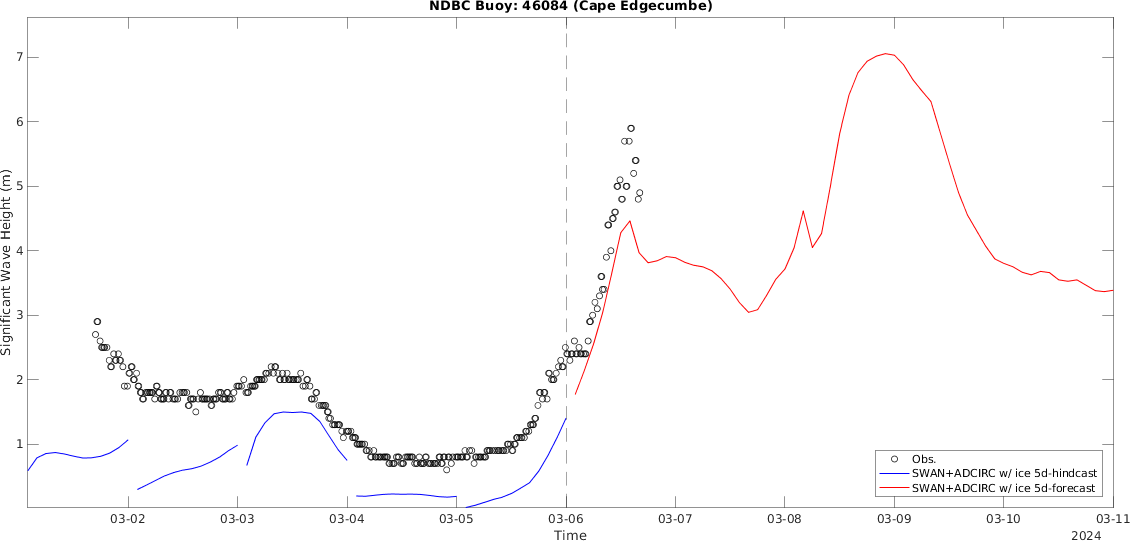 NDBC Buoy: 46084 (Cape Edgecumbe)
Significant Wave Height (m)
7
6
5
4
3
2
1
Obs.
SWAN+ADCIRC w/ ice 5d-hindcast
SWAN+ADCIRC w/ ice 5d-forecast
03-02 03-03 03-04 03-05 03-06 03-07 03-08 03-09 03-10 03-11
Time
2024